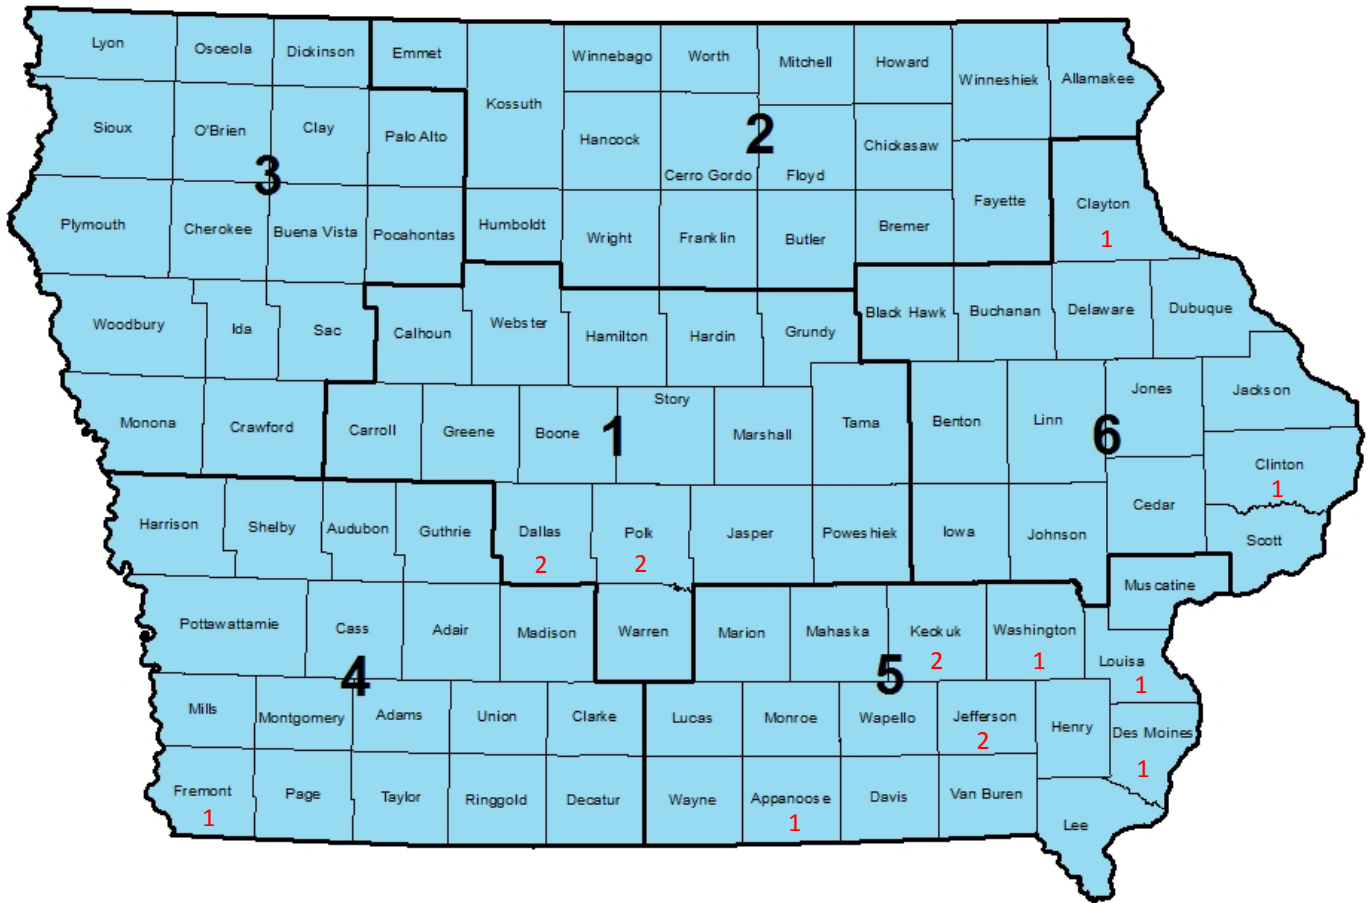 Lyon Osceola Dickinson Emmet Kossuth Winnebago Worth Mitchell Howard Winneshiek Allamakee
Sioux O'Brien Clay Palo Alto Hancock Cerro Gordo Floyd Chickasaw Fayette Clayton
3 2 1
Plymouth Cherokee Buena Vista Pocahontas Humboldt Wright Franklin Butler Bremer
Woodbury Ida Sac Calhoun Webster Hamilton Hardin Grundy Black Hawk Buchanan Delaware Dubuque
Monona Crawford Carroll Greene Boone Story Marshall Tama Benton Linn Jones Jackson
1 6
Clinton
1
Harrison Shelby Audubon Guthrie Dallas Polk Jasper Poweshiek Iowa Johnson Cedar Scott
2 2
Muscatine
Pottawattamie Cass Adair Madison Warren Marion Mahaska Keokuk Washington Louisa
4 5 2 1 1
Mills Montgomery Adams Union Clarke Lucas Monroe Wapello Jefferson Henry Des Moines
2 1
Fremont Page Taylor Ringgold Decatur Wayne Appanoose Davis Van Buren Lee
1 1